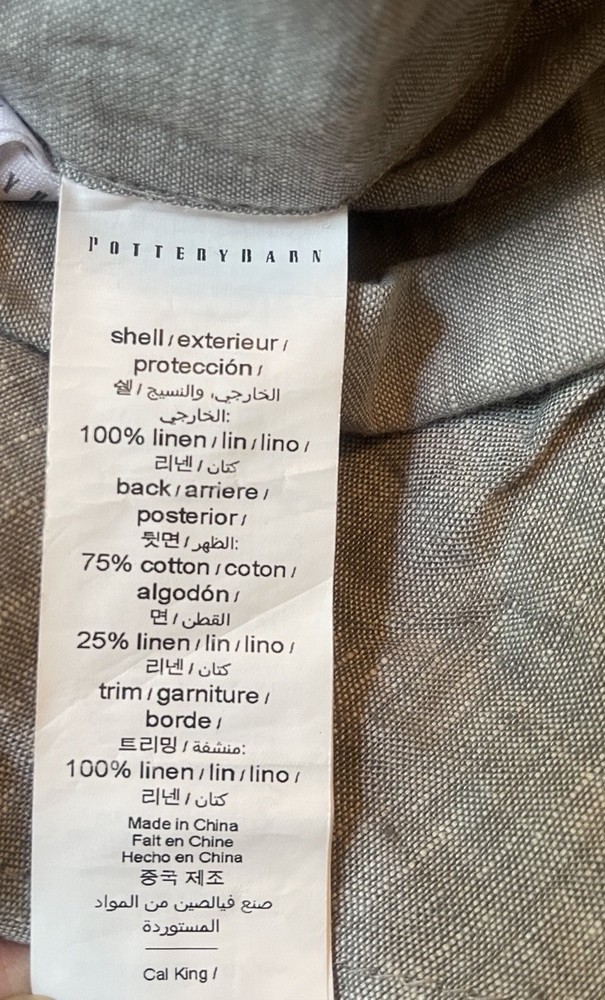 POTTERYBARN
shell / exterieur /
protección /
쉘 / الخارجي، والنسيج
الخارجي:
100% linen / lin / lino /
리넨 / كتان
back / arriere /
posterior /
뒷면 / الظهر:
75% cotton / coton /
algodón /
면 / القطن
25% linen / lin / lino /
리넨 / كتان
trim / garniture /
borde /
트리밍 / منشفة:
100% linen / lin / lino /
리넨 / كتان
Made in China
Fait en Chine
Hecho en China
중국 제조
صنع فيالصين من المواد
المستوردة
Cal King /